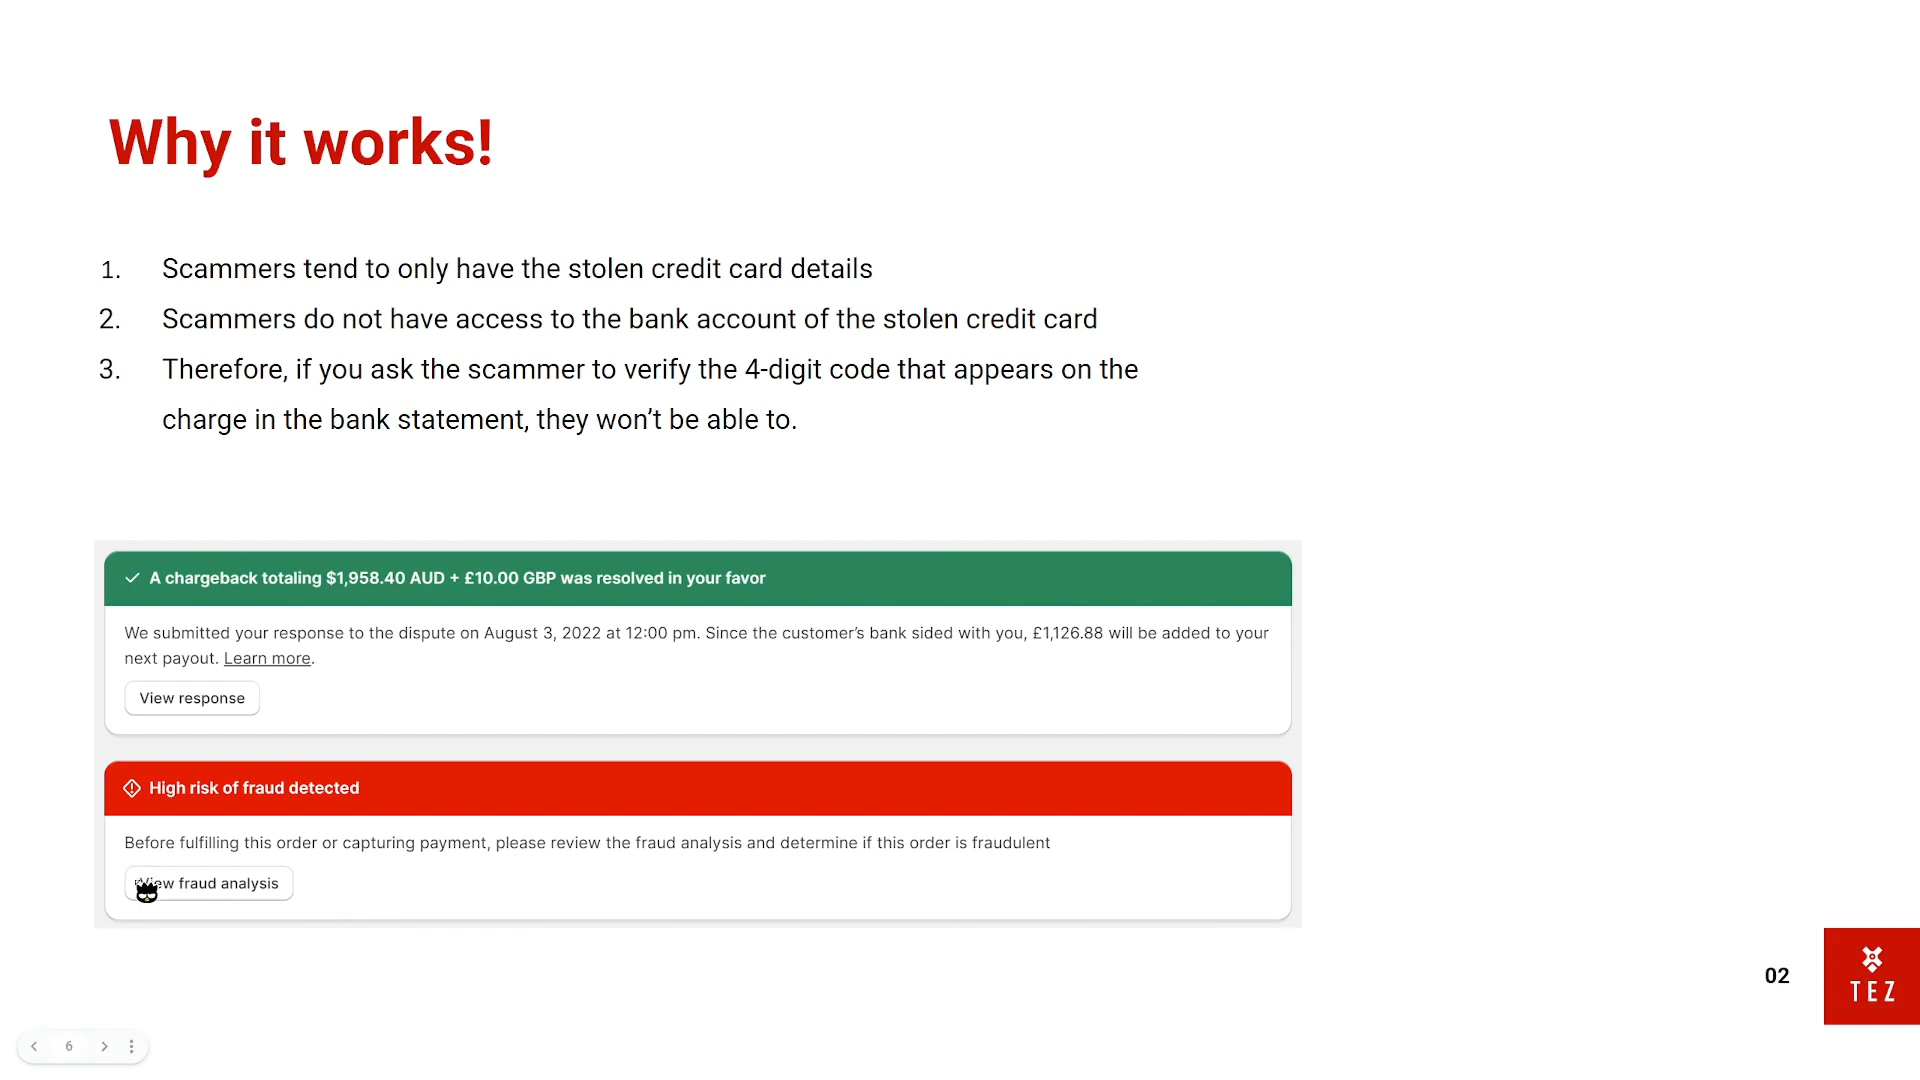 Why it works!
1. Scammers tend to only have the stolen credit card details
2. Scammers do not have access to the bank account of the stolen credit card
3. Therefore, if you ask the scammer to verify the 4-digit code that appears on the
charge in the bank statement, they won’t be able to.
A chargeback totaling $1,958.40 AUD + £10.00 GBP was resolved in your favor
We submitted your response to the dispute on August 3, 2022 at 12:00 pm. Since the customer’s bank sided with you, £1,126.88 will be added to your
next payout. Learn more.
View response
High risk of fraud detected
Before fulfilling this order or capturing payment, please review the fraud analysis and determine if this order is fraudulent
View fraud analysis
02
TEZ
6